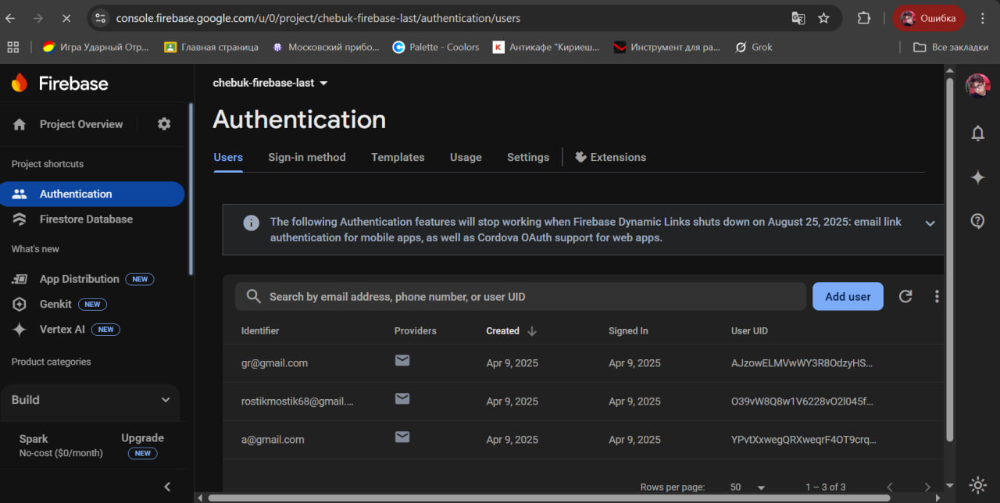 console.firebase.google.com/u/0/project/chebuk-firebase-last/authentication/users
Ошибка
Игра Ударный Отр...
Главная страница
Московский прибо...
Palette - Coolors
Антикафе "Кириеш...
Инструмент для ра...
Grok
Все закладки
Firebase
Project Overview
Project shortcuts
Authentication
Firestore Database
What's new
App Distribution NEW
Genkit NEW
Vertex AI NEW
Product categories
Build
Spark
No-cost ($0/month)
Upgrade
NEW
chebuk-firebase-last
Authentication
Users Sign-in method Templates Usage Settings Extensions
The following Authentication features will stop working when Firebase Dynamic Links shuts down on August 25, 2025: email link
authentication for mobile apps, as well as Cordova OAuth support for web apps.
Search by email address, phone number, or user UID
Add user
Identifier Providers Created Signed In User UID
gr@gmail.com Apr 9, 2025 Apr 9, 2025 AJzowELMVwWY3R8OdzyHS...
rostikmostik68@gmail.... Apr 9, 2025 Apr 9, 2025 O39vW8Q8w1V6228vO2l045f...
a@gmail.com Apr 9, 2025 Apr 9, 2025 YPvtXxwegQRXweqrF4OT9crq...
Rows per page: 50 1 – 3 of 3